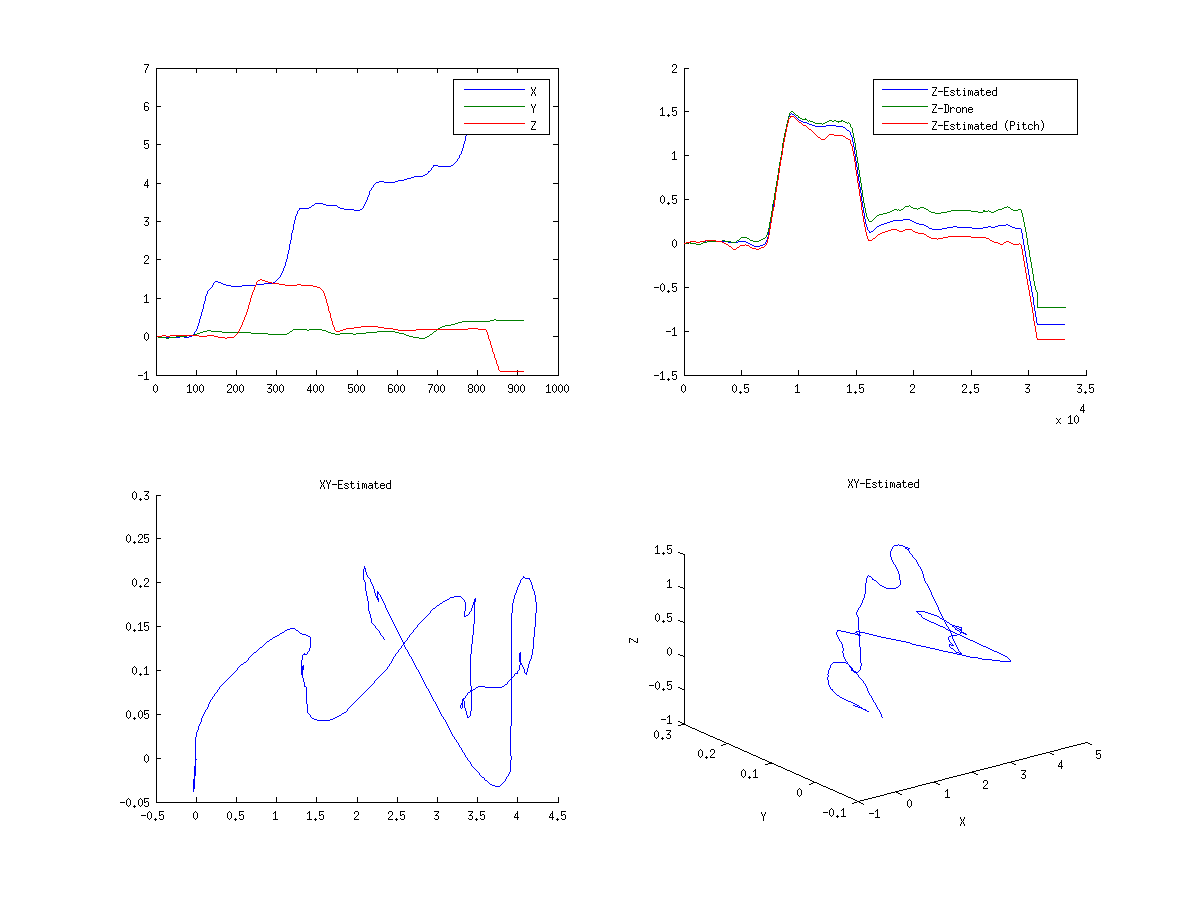 7
6
5
4
3
2
1
0
-1
0 100 200 300 400 500 600 700 800 900 1000
X
Y
Z
2
1.5
1
0.5
0
-0.5
-1
-1.5
0 0.5 1 1.5 2 2.5 3 3.5
x 10^4
Z-Estimated
Z-Drone
Z-Estimated (Pitch)
XY-Estimated
0.3
0.25
0.2
0.15
0.1
0.05
0
-0.05
-0.5 0 0.5 1 1.5 2 2.5 3 3.5 4 4.5
XY-Estimated
1.5
1
0.5
0
-0.5
-1
Z
0.3
0.2
0.1
0
-0.1
Y
-1 0 1 2 3 4 5
X